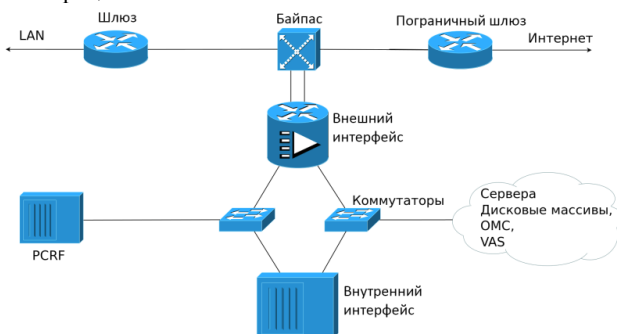 Шлюз
Байпас
Пограничный шлюз
LAN
Интернет
Внешний
интерфейс
Коммутаторы
Сервера
Дисковые массивы,
OMC,
VAS
PCRF
Внутренний
интерфейс